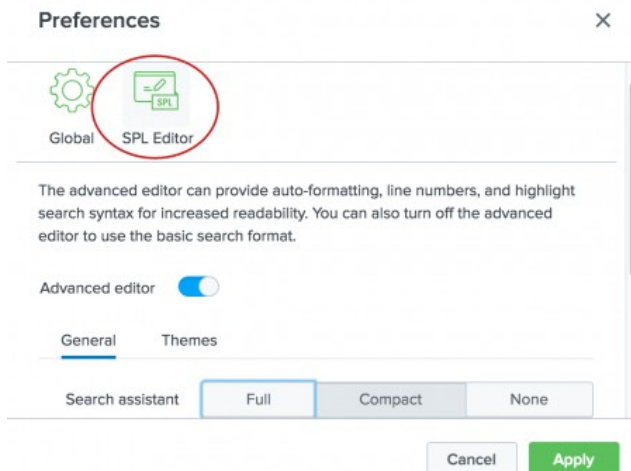 Preferences
SPL
Global SPL Editor
The advanced editor can provide auto-formatting, line numbers, and highlight
search syntax for increased readability. You can also turn off the advanced
editor to use the basic search format.
Advanced editor
General Themes
Search assistant Full Compact None
Cancel Apply